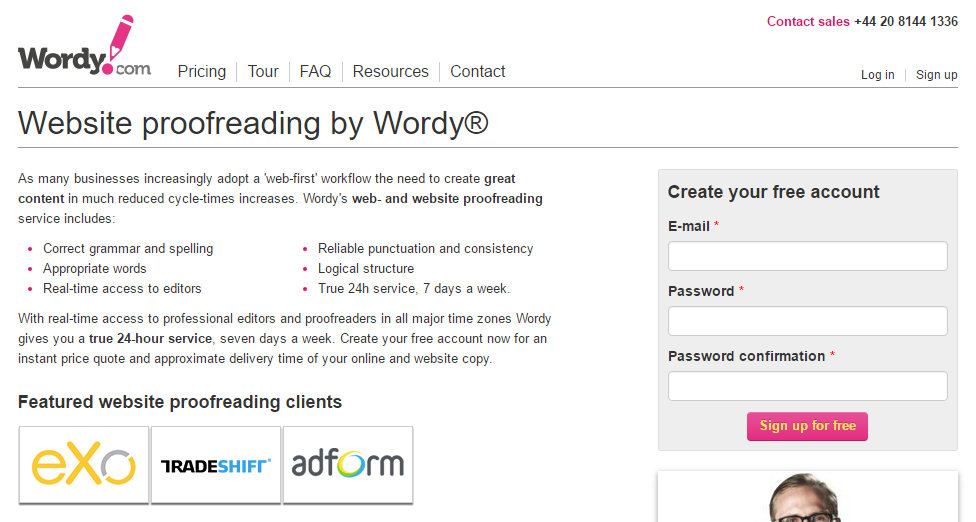 Wordy!.com
Contact sales +44 20 8144 1336
Pricing Tour FAQ Resources Contact
Log in Sign up
Website proofreading by Wordy®
As many businesses increasingly adopt a 'web-first' workflow the need to create great
content in much reduced cycle-times increases. Wordy's web- and website proofreading
service includes:
• Correct grammar and spelling
• Appropriate words
• Real-time access to editors
• Reliable punctuation and consistency
• Logical structure
• True 24h service, 7 days a week.
With real-time access to professional editors and proofreaders in all major time zones Wordy
gives you a true 24-hour service, seven days a week. Create your free account now for an
instant price quote and approximate delivery time of your online and website copy.
Featured website proofreading clients
eXo
TRADESHIFT
adform
Create your free account
E-mail *
Password *
Password confirmation *
Sign up for free